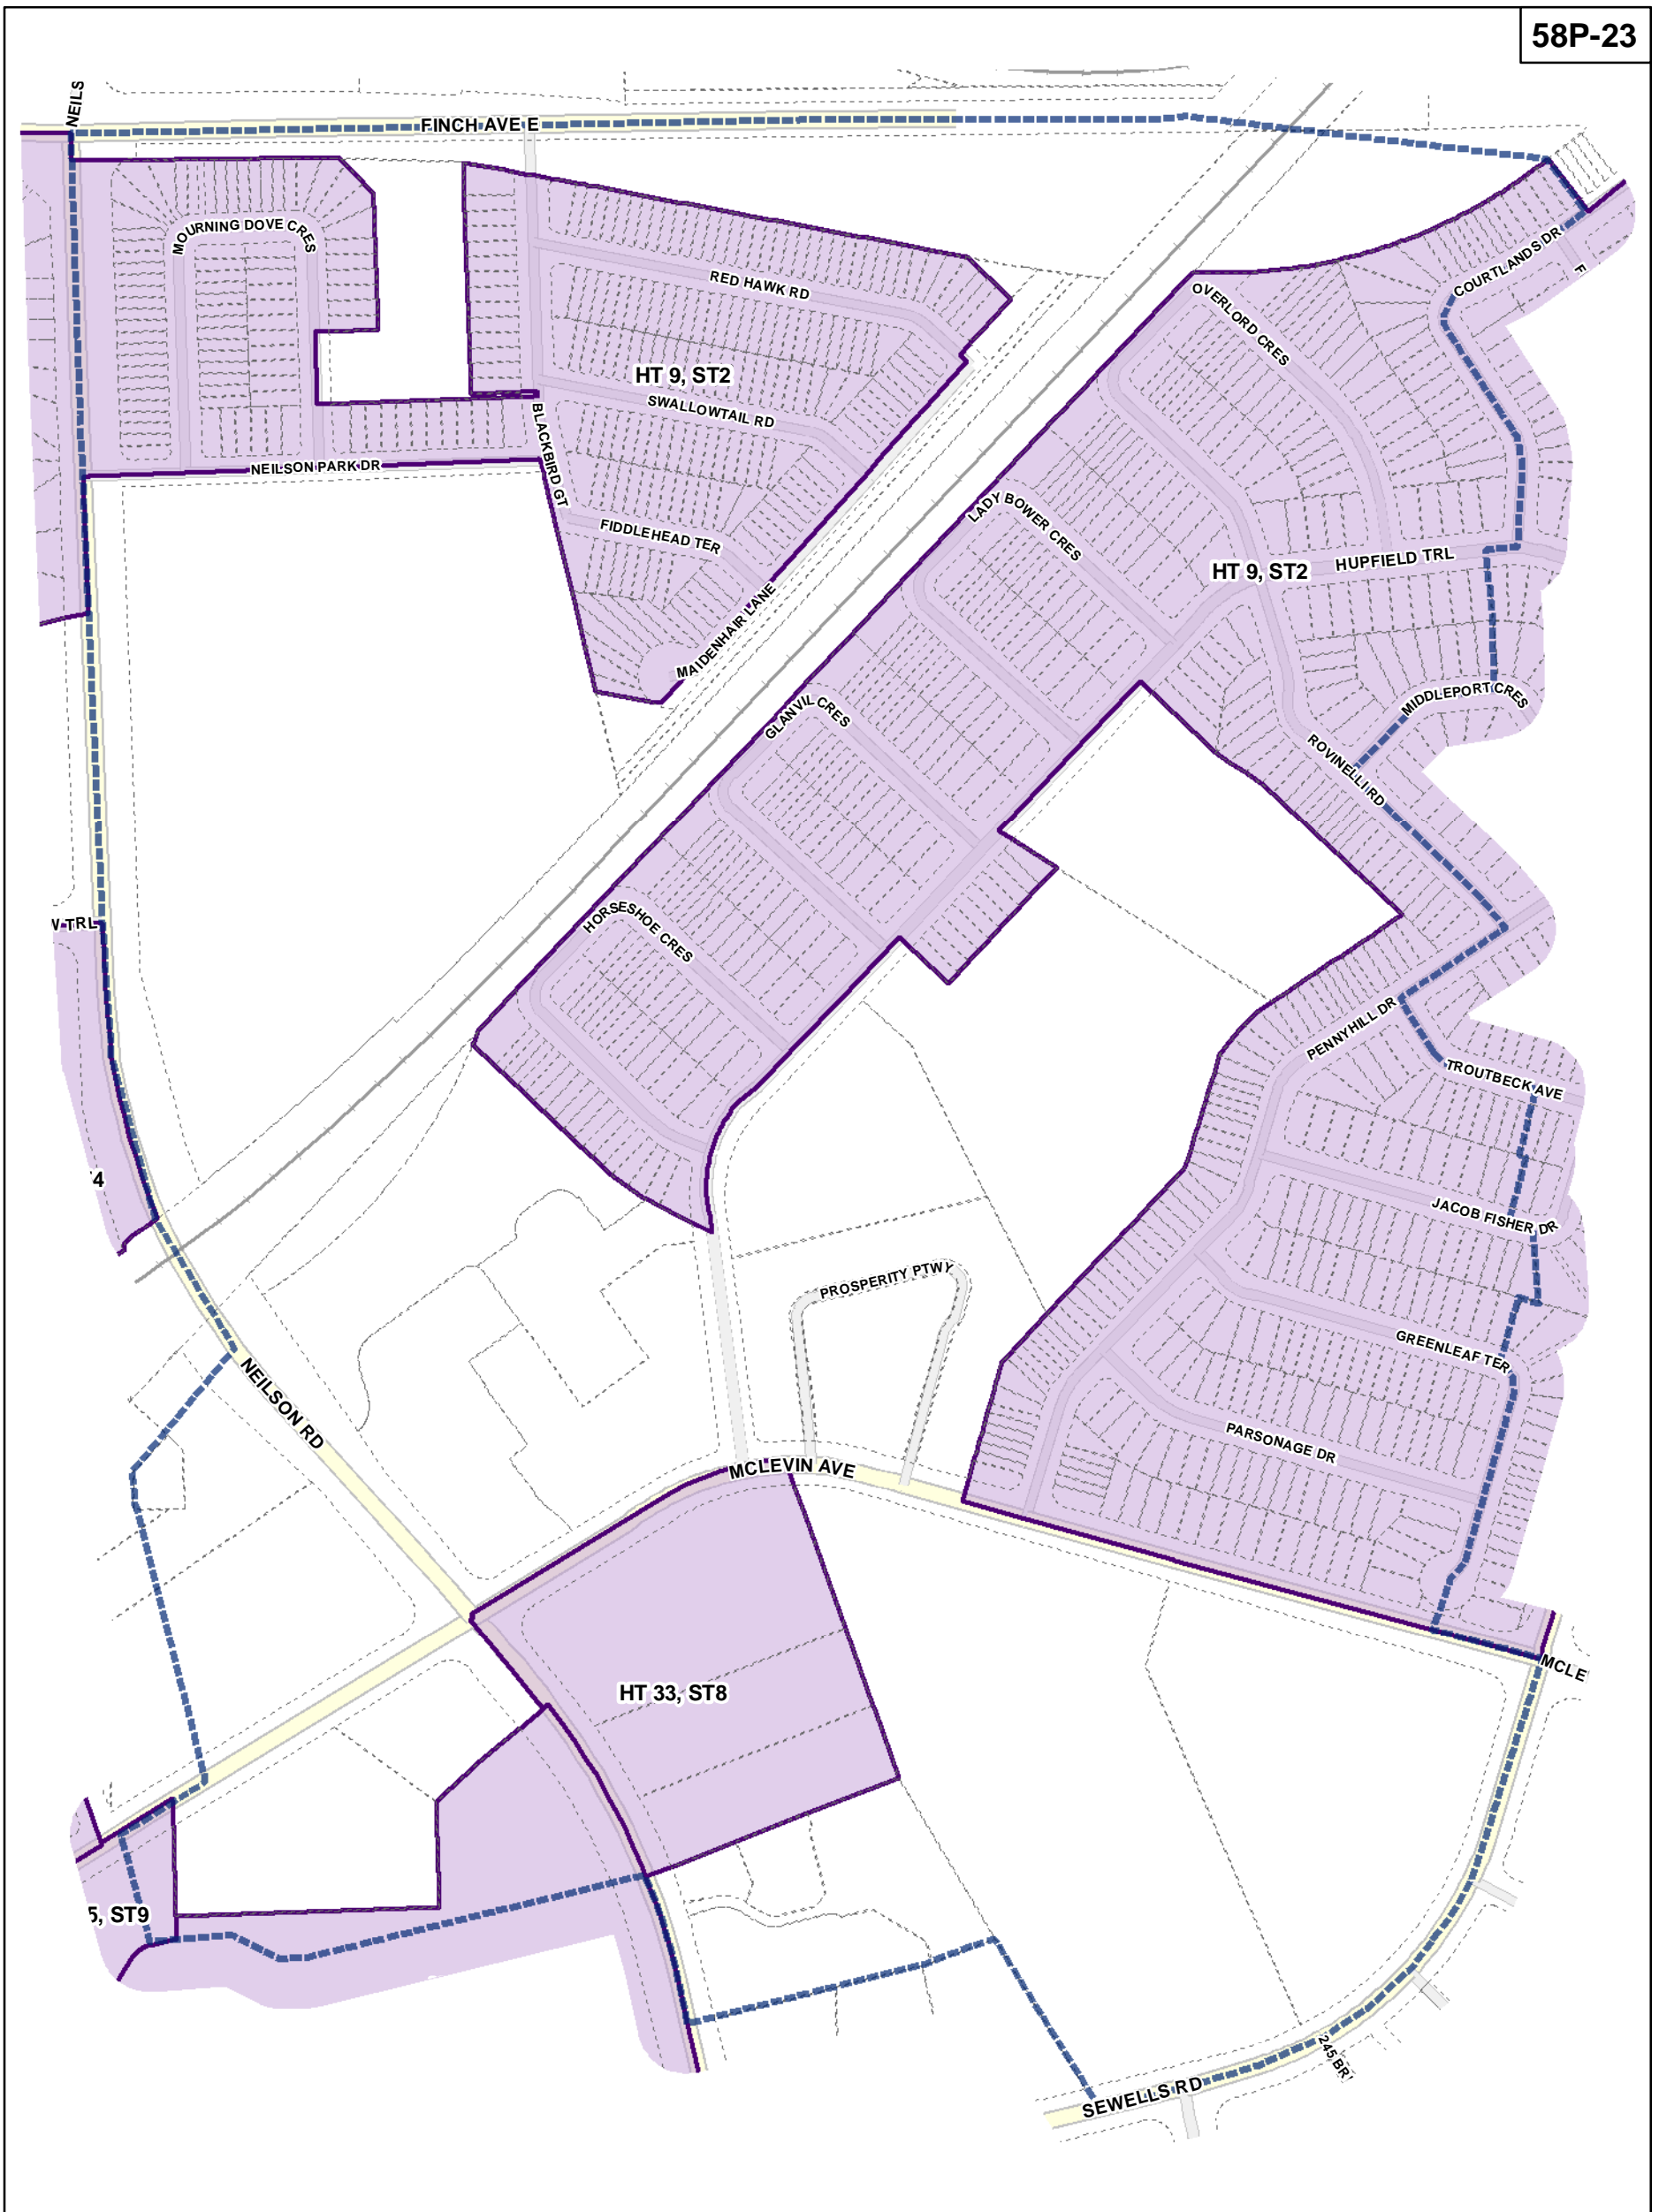 58P-23
NEILS
FINCH AVE E
MOURNING DOVE CRES
COURTLANDS DR
F
RED HAWK RD
OVERLORD CRES
HT 9, ST2
SWALLOWTAIL RD
BLACKBIRD GT
NEILSON PARK DR
LADY BOWER CRES
FIDDLEHEAD TER
HT 9, ST2
HUPFIELD TRL
MAIDENHAIR LANE
MIDDLEPORT CRES
GLANVIL CRES
ROVINELLI RD
W TRL
HORSESHOE CRES
PENNYHILL DR
TROUTBECK AVE
4
JACOB FISHER DR
PROSPERITY PTWY
GREENLEAF TER
NEILSON RD
PARSONAGE DR
MCLEVIN AVE
MCLE
HT 33, ST8
5, ST9
245 BRI
SEWELLS RD